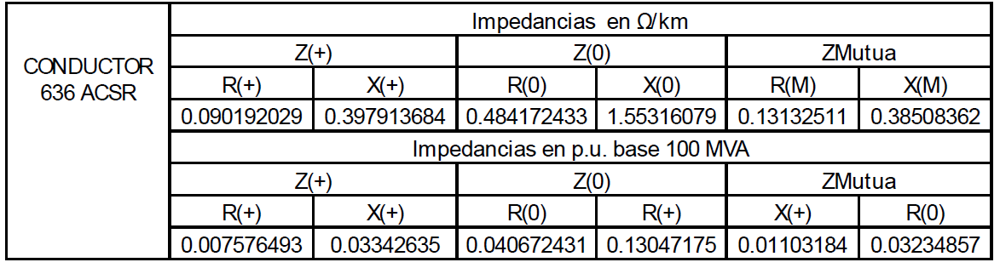 CONDUCTOR
636 ACSR
Impedancias en Ω/km
Z(+) Z(0) ZMutua
R(+) X(+) R(0) X(0) R(M) X(M)
0.090192029 0.397913684 0.484172433 1.55316079 0.13132511 0.38508362
Impedancias en p.u. base 100 MVA
Z(+) Z(0) ZMutua
R(+) X(+) R(0) R(+) X(+) R(0)
0.007576493 0.03342635 0.040672431 0.13047175 0.01103184 0.03234857